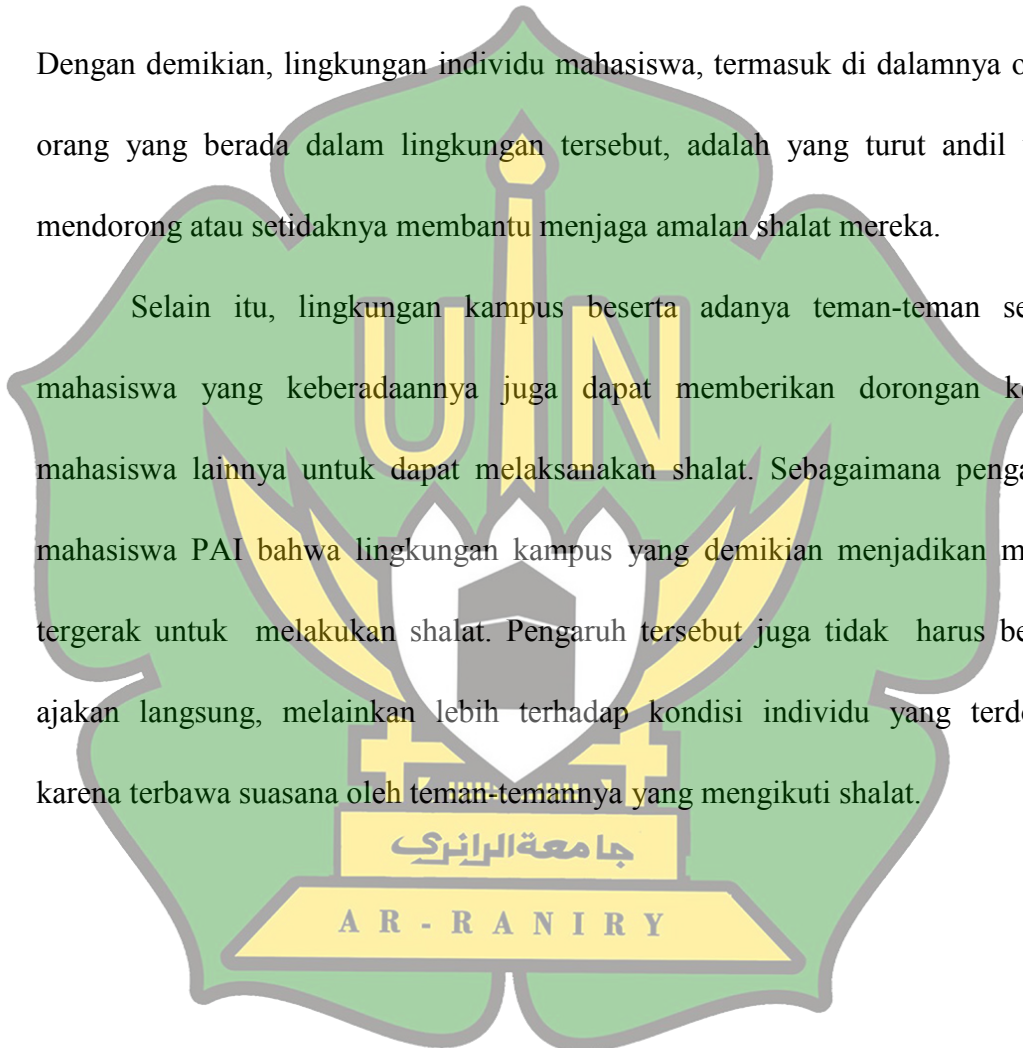 Dengan demikian, lingkungan individu mahasiswa, termasuk di dalamnya
orang yang berada dalam lingkungan tersebut, adalah yang turut andil
mendorong atau setidaknya membantu menjaga amalan shalat mereka.
Selain itu, lingkungan kampus beserta adanya teman-teman
mahasiswa yang keberadaannya juga dapat memberikan dorongan
mahasiswa lainnya untuk dapat melaksanakan shalat. Sebagaimana
mahasiswa PAI bahwa lingkungan kampus yang demikian menjadikan
tergerak untuk melakukan shalat. Pengaruh tersebut juga tidak harus
ajakan langsung, melainkan lebih terhadap kondisi individu yang
karena terbawa suasana oleh teman-temannya yang mengikuti shalat.
UIN
جامعةالرانري
AR-RANIRY